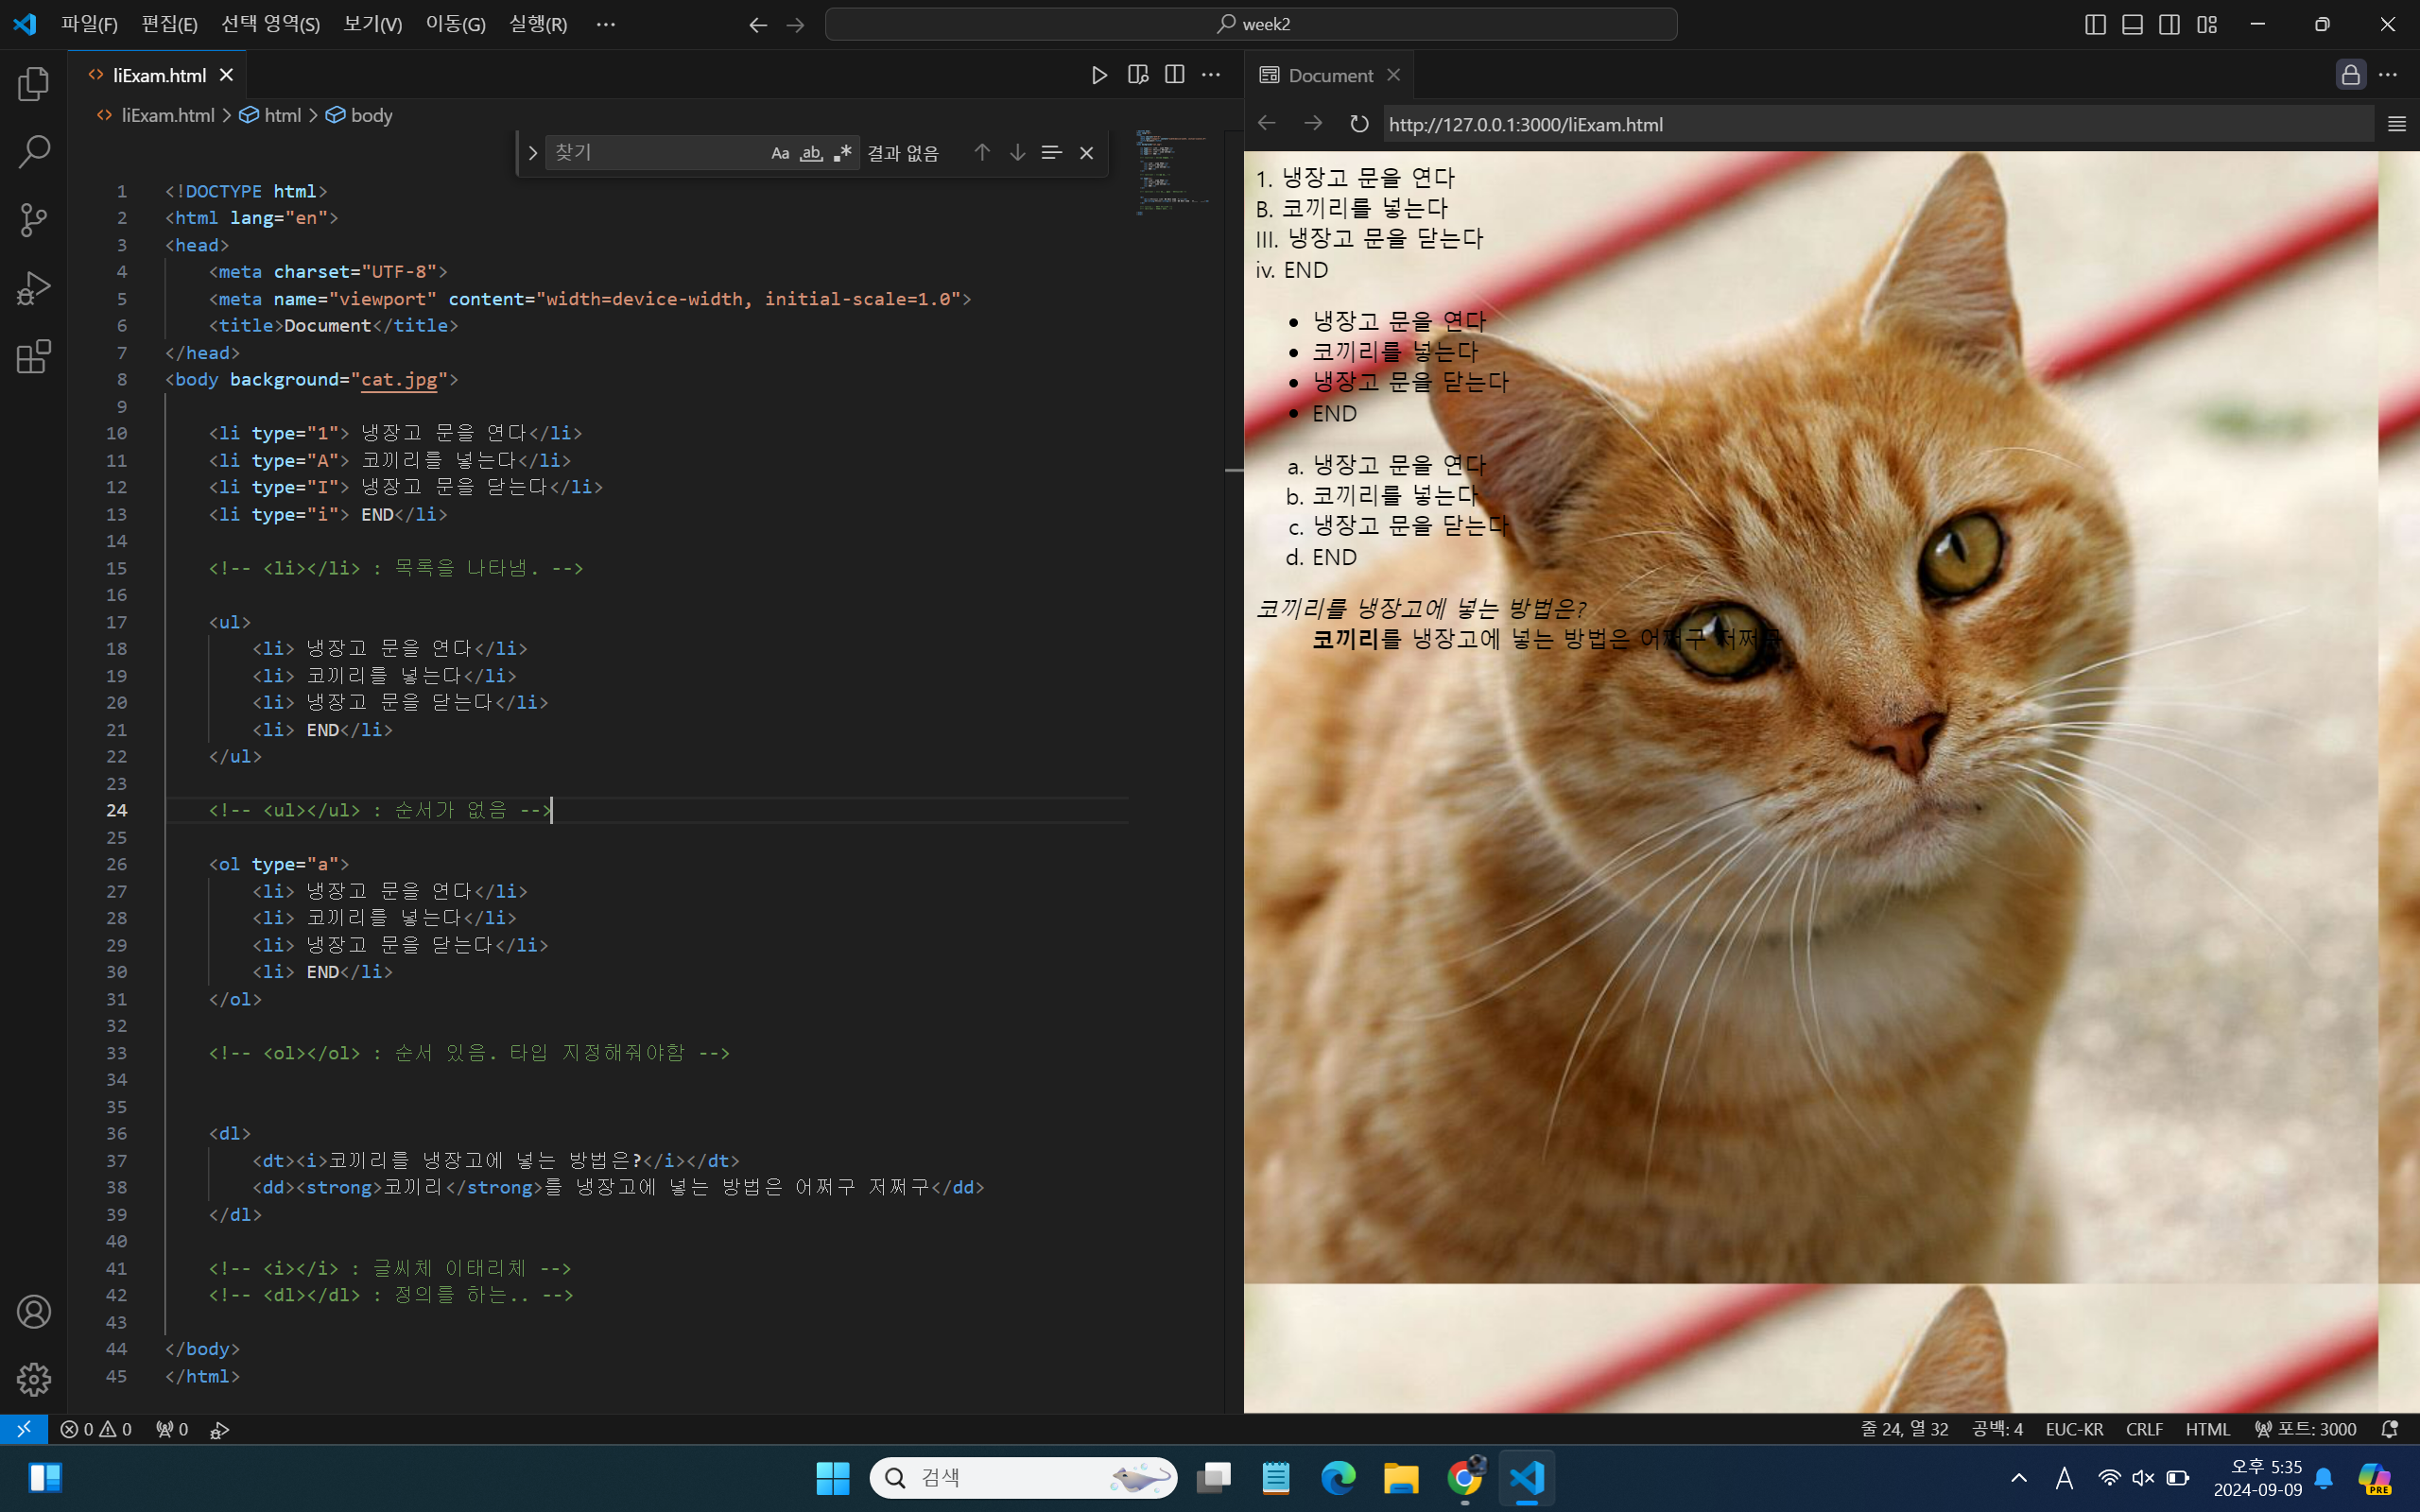 파일(F) 편집(E) 선택 영역(S) 보기(V) 이동(G) 실행(R) ··· week2
liExam.html
liExam.html > html > body
찾기 Aa ab 결과 없음
1 <!DOCTYPE html>
2 <html lang="en">
3 <head>
4 <meta charset="UTF-8">
5 <meta name="viewport" content="width=device-width, initial-scale=1.0">
6 <title>Document</title>
7 </head>
8 <body background="cat.jpg">
9
10 <li type="1"> 냉장고 문을 연다</li>
11 <li type="A"> 코끼리를 넣는다</li>
12 <li type="I"> 냉장고 문을 닫는다</li>
13 <li type="i"> END</li>
14
15 <!-- <li></li> : 목록을 나타냄. -->
16
17 <ul>
18 <li> 냉장고 문을 연다</li>
19 <li> 코끼리를 넣는다</li>
20 <li> 냉장고 문을 닫는다</li>
21 <li> END</li>
22 </ul>
23
24 <!-- <ul></ul> : 순서가 없음 -->
25
26 <ol type="a">
27 <li> 냉장고 문을 연다</li>
28 <li> 코끼리를 넣는다</li>
29 <li> 냉장고 문을 닫는다</li>
30 <li> END</li>
31 </ol>
32
33 <!-- <ol></ol> : 순서 있음. 타입 지정해줘야함 -->
34
35
36 <dl>
37 <dt><i>코끼리를 냉장고에 넣는 방법은?</i></dt>
38 <dd><strong>코끼리</strong>를 냉장고에 넣는 방법은 어쩌구 저쩌구</dd>
39 </dl>
40
41 <!-- <i></i> : 글씨체 이태리체 -->
42 <!-- <dl></dl> : 정의를 하는.. -->
43
44 </body>
45 </html>
Document
http://127.0.0.1:3000/liExam.html
1. 냉장고 문을 연다
B. 코끼리를 넣는다
III. 냉장고 문을 닫는다
iv. END
• 냉장고 문을 연다
• 코끼리를 넣는다
• 냉장고 문을 닫는다
• END
a. 냉장고 문을 연다
b. 코끼리를 넣는다
c. 냉장고 문을 닫는다
d. END
코끼리를 냉장고에 넣는 방법은?
코끼리를 냉장고에 넣는 방법은 어쩌구 저쩌구
0 0 0 줄 24, 열 32 공백: 4 EUC-KR CRLF HTML 포트: 3000
검색 A 오후 5:35
2024-09-09 PRE